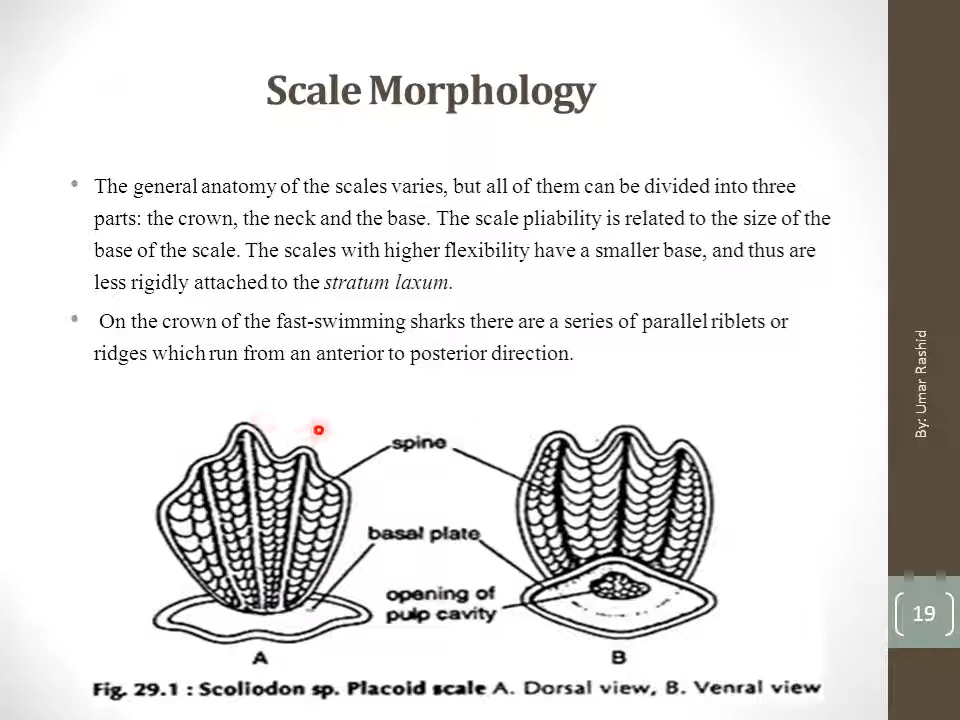 Scale Morphology
• The general anatomy of the scales varies, but all of them can be divided into three
parts: the crown, the neck and the base. The scale pliability is related to the size of the
base of the scale. The scales with higher flexibility have a smaller base, and thus are
less rigidly attached to the stratum laxum.
• On the crown of the fast-swimming sharks there are a series of parallel riblets or
ridges which run from an anterior to posterior direction.
spine
basal plate
opening of
pulp cavity
A
B
Fig. 29.1 : Scoliodon sp. Placoid scale A. Dorsal view, B. Venral view
By: Umar Rashid
19